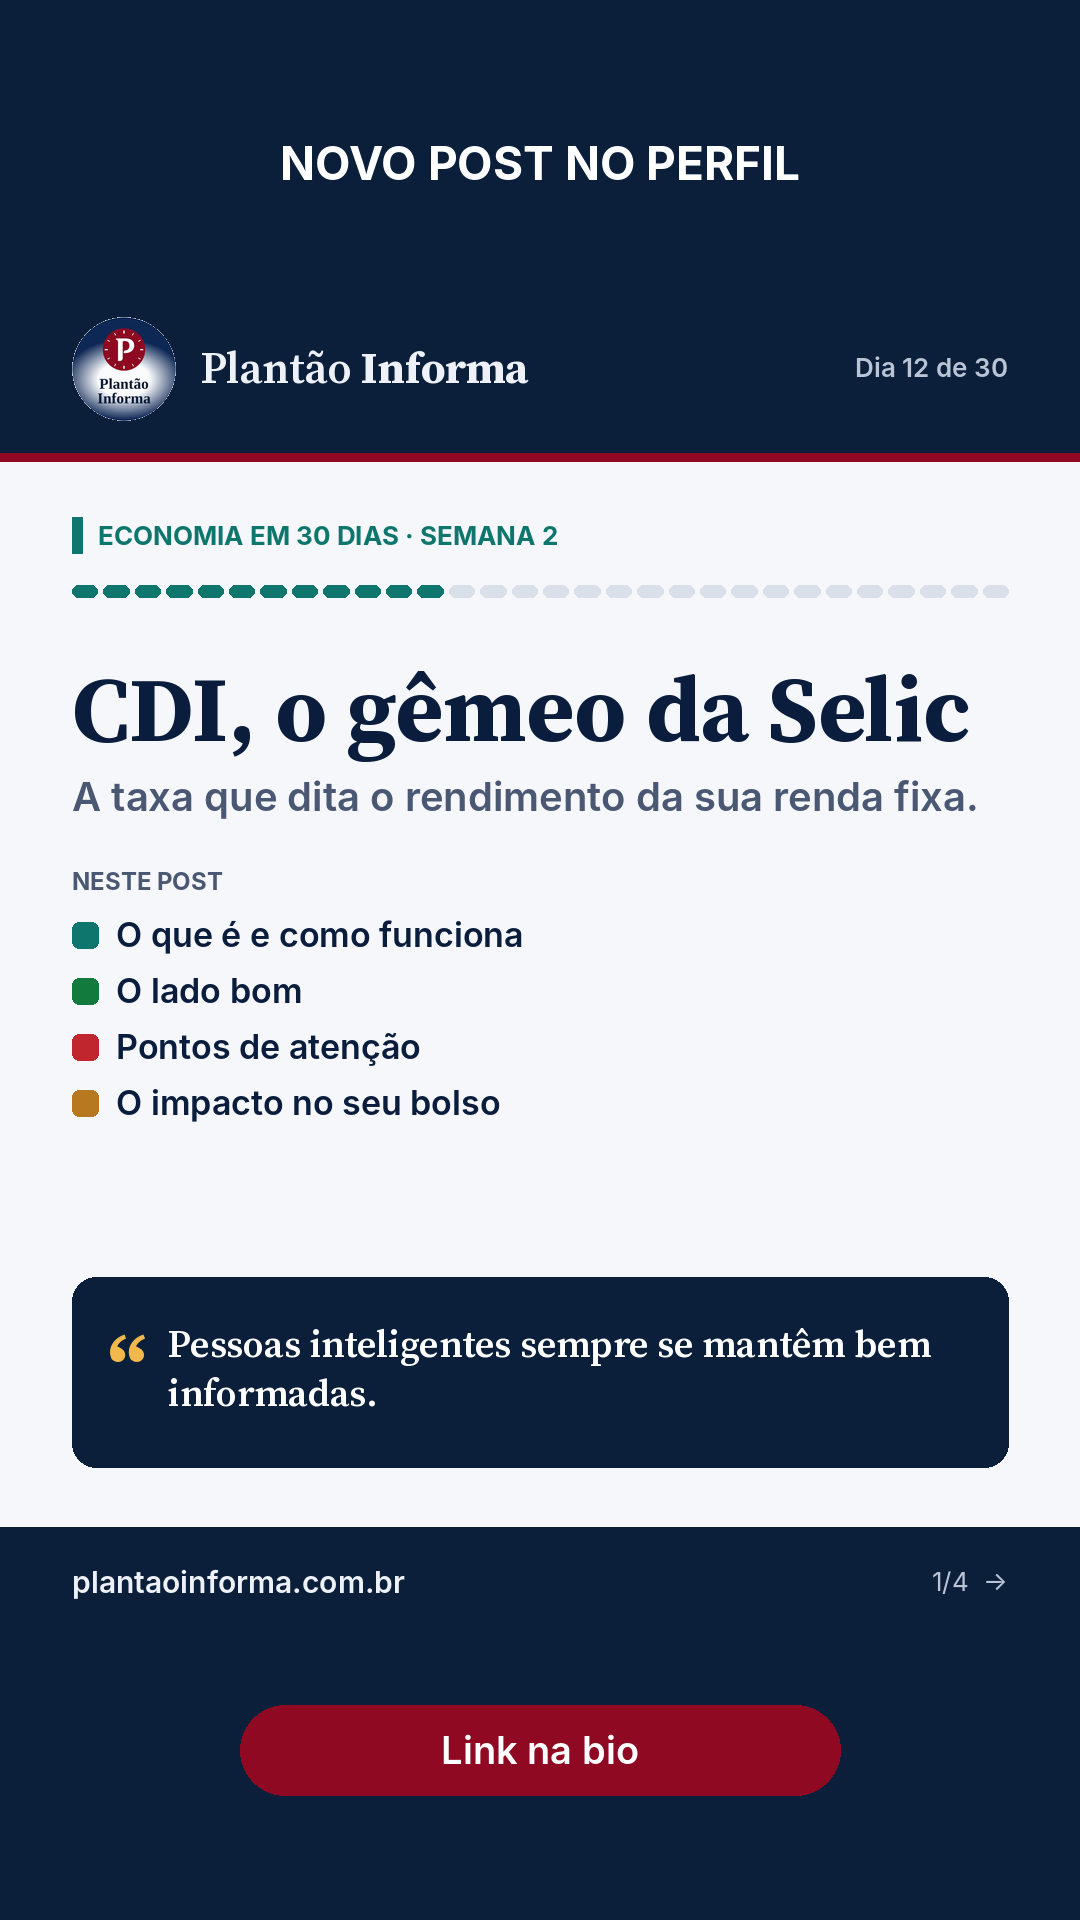 NOVO POST NO PERFIL
P
Plantão
Informa
Plantão Informa
Dia 12 de 30
ECONOMIA EM 30 DIAS · SEMANA 2
CDI, o gêmeo da Selic
A taxa que dita o rendimento da sua renda fixa.
NESTE POST
O que é e como funciona
O lado bom
Pontos de atenção
O impacto no seu bolso
“ Pessoas inteligentes sempre se mantêm bem
informadas.
plantaoinforma.com.br
1/4 →
Link na bio